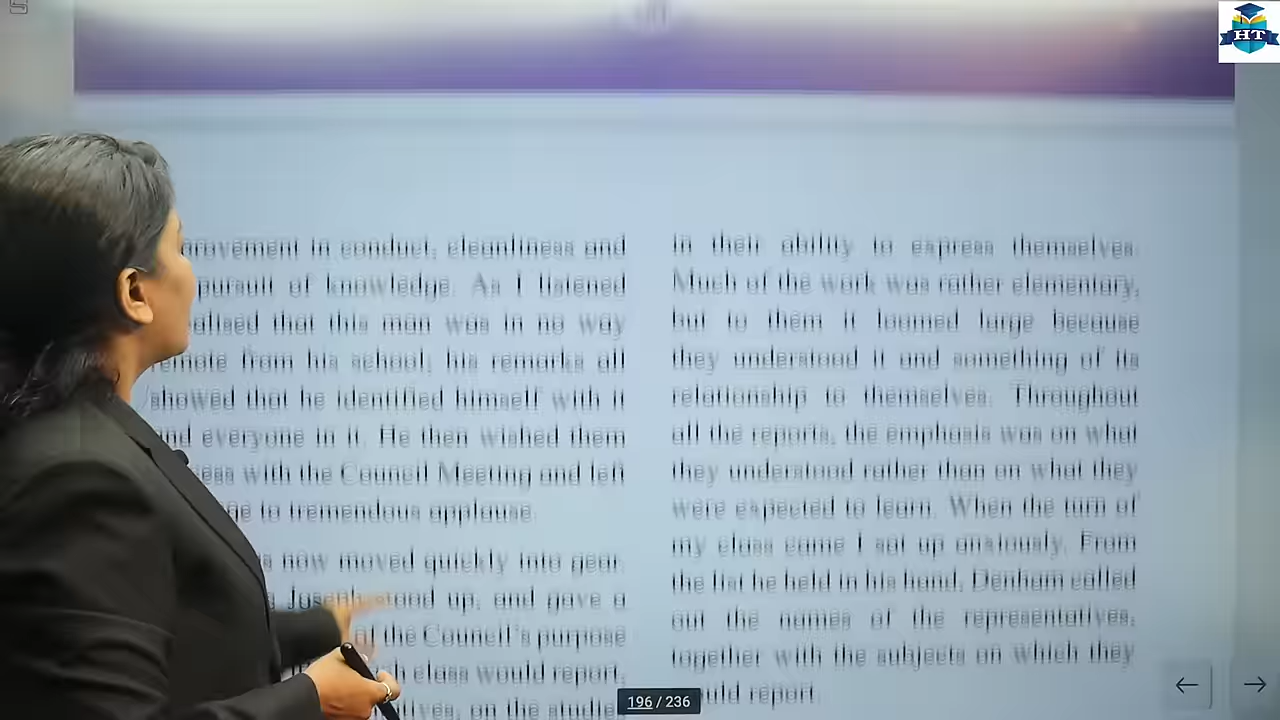 HT
rovement in conduct, cleanliness and
pursuit of knowledge. As I listened
alised that this man was in no way
remote from his school; his remarks all
showed that he identified himself with it
and everyone in it. He then wished them
ess with the Council Meeting and left
ge to tremendous applause.
s now moved quickly into gear.
Joseph stood up, and gave a
of the Council's purpose
h class would report,
tives, on the studie
in their ability to express themselves.
Much of the work was rather elementary,
but to them it loomed large because
they understood it and something of its
relationship to themselves. Throughout
all the reports, the emphasis was on what
they understood rather than on what they
were expected to learn. When the turn of
my class came I sat up anxiously. From
the list he held in his hand, Denham called
out the names of the representatives,
together with the subjects on which they
ould report.
196 / 236